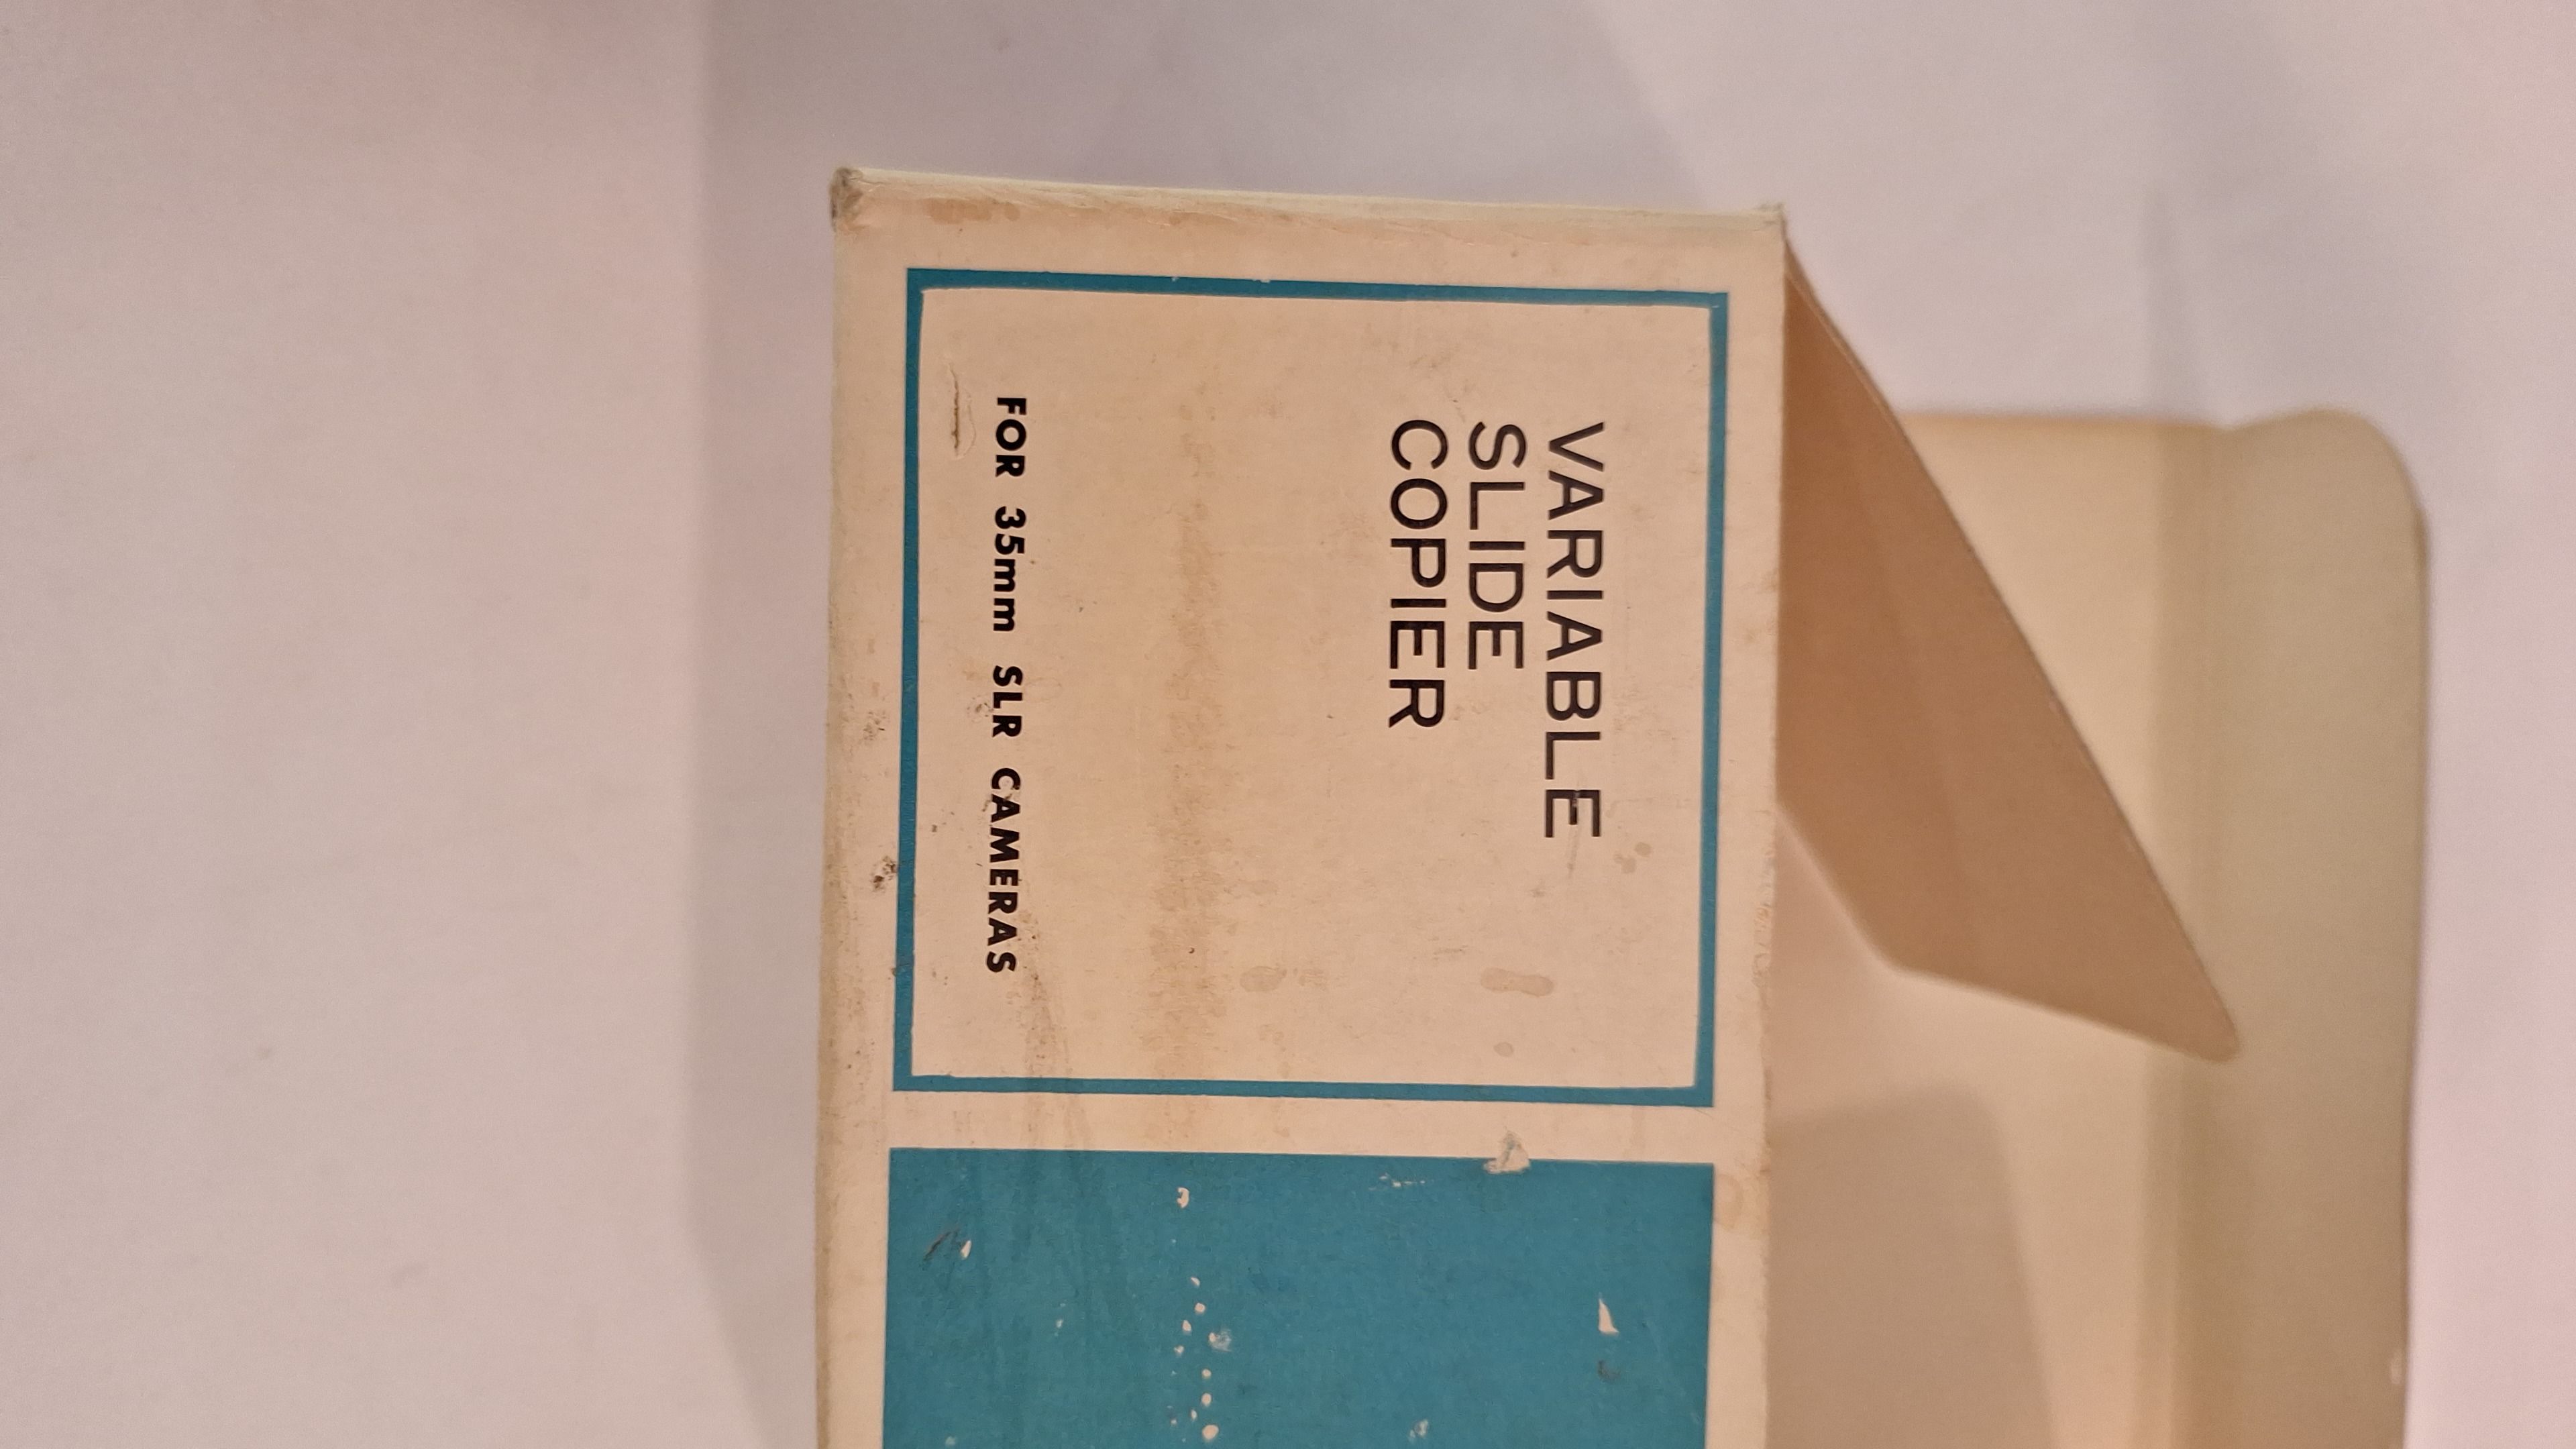 VARIABLE
SLIDE
COPIER
FOR 35mm SLR CAMERAS